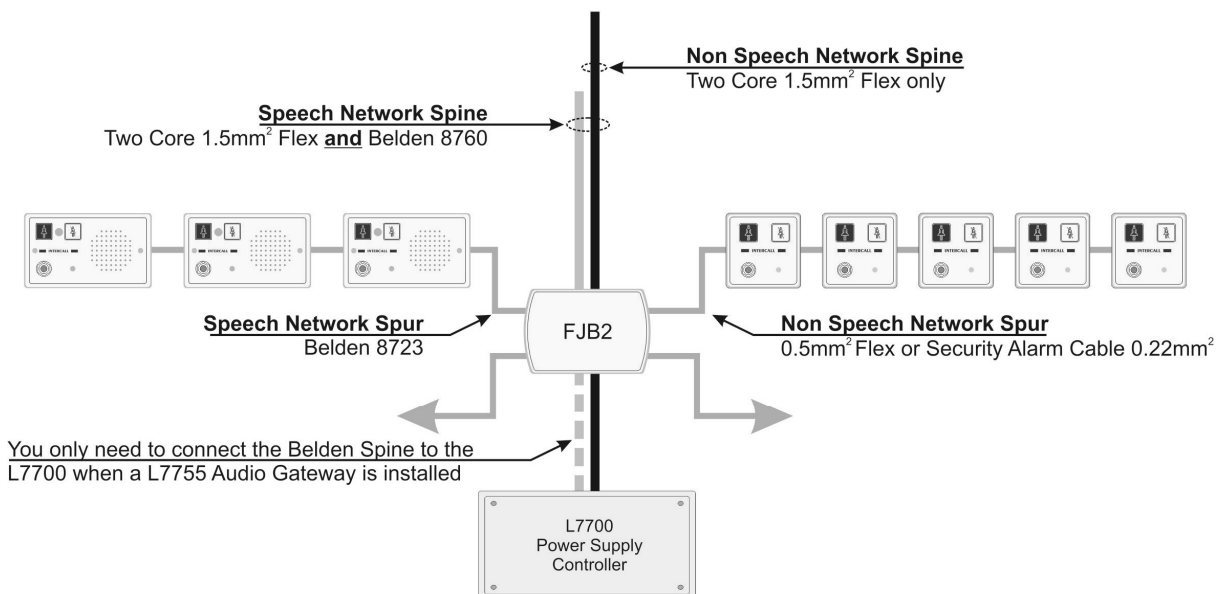 Non Speech Network Spine
Two Core 1.5mm² Flex only
Speech Network Spine
Two Core 1.5mm² Flex and Belden 8760
INTERCALL
INTERCALL
INTERCALL
INTERCALL
INTERCALL
INTERCALL
INTERCALL
INTERCALL
Speech Network Spur
Belden 8723
FJB2
Non Speech Network Spur
0.5mm² Flex or Security Alarm Cable 0.22mm²
You only need to connect the Belden Spine to the
L7700 when a L7755 Audio Gateway is installed
L7700
Power Supply
Controller